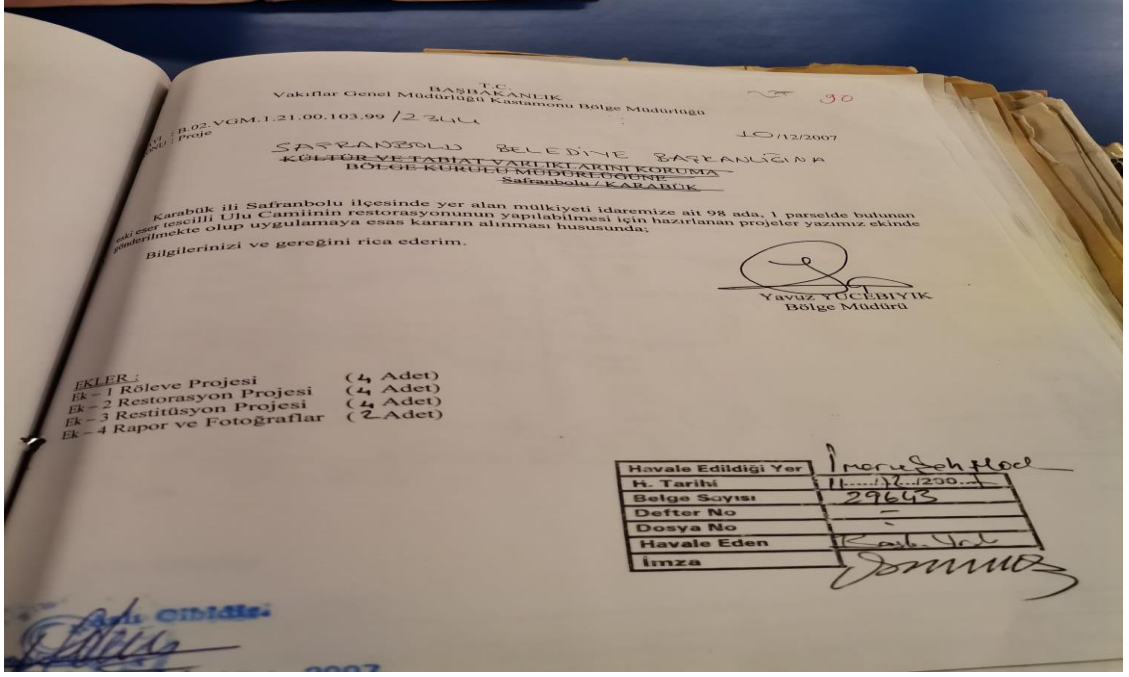 T.C.
BAŞBAKANLIK
Vakıflar Genel Müdürlüğü Kastamonu Bölge Müdürlüğü
90
: B.02.VGM.1.21.00.103.99 /2344
10/12/2007
: Proje
SAFRANBOLU BELEDİYE BAŞKANLIĞINA
KÜLTÜR VE TABİAT VARLIKLARINI KORUMA
BÖLGE KURULU MÜDÜRLÜĞÜNE
Safranbolu / KARABÜK
Karabük ili Safranbolu ilçesinde yer alan mülkiyeti idaremize ait 98 ada, 1 parselde bulunan
eski eser tescilli Ulu Camiinin restorasyonunun yapılabilmesi için hazırlanan projeler yazımız ekinde
gönderilmekte olup uygulamaya esas kararın alınması hususunda;
Bilgilerinizi ve gereğini rica ederim.
Yavuz YÜCEBIYIK
Bölge Müdürü
EKLER :
Ek – 1 Röleve Projesi (4 Adet)
Ek – 2 Restorasyon Projesi (4 Adet)
Ek – 3 Restitüsyon Projesi (4 Adet)
Ek – 4 Rapor ve Fotoğraflar (2 Adet)
Havale Edildiği Yer
H. Tarihi 11/12/200
Belge Sayısı 29643
Defter No –
Dosya No -
Havale Eden
İmza
Aslı Gibidir
2007